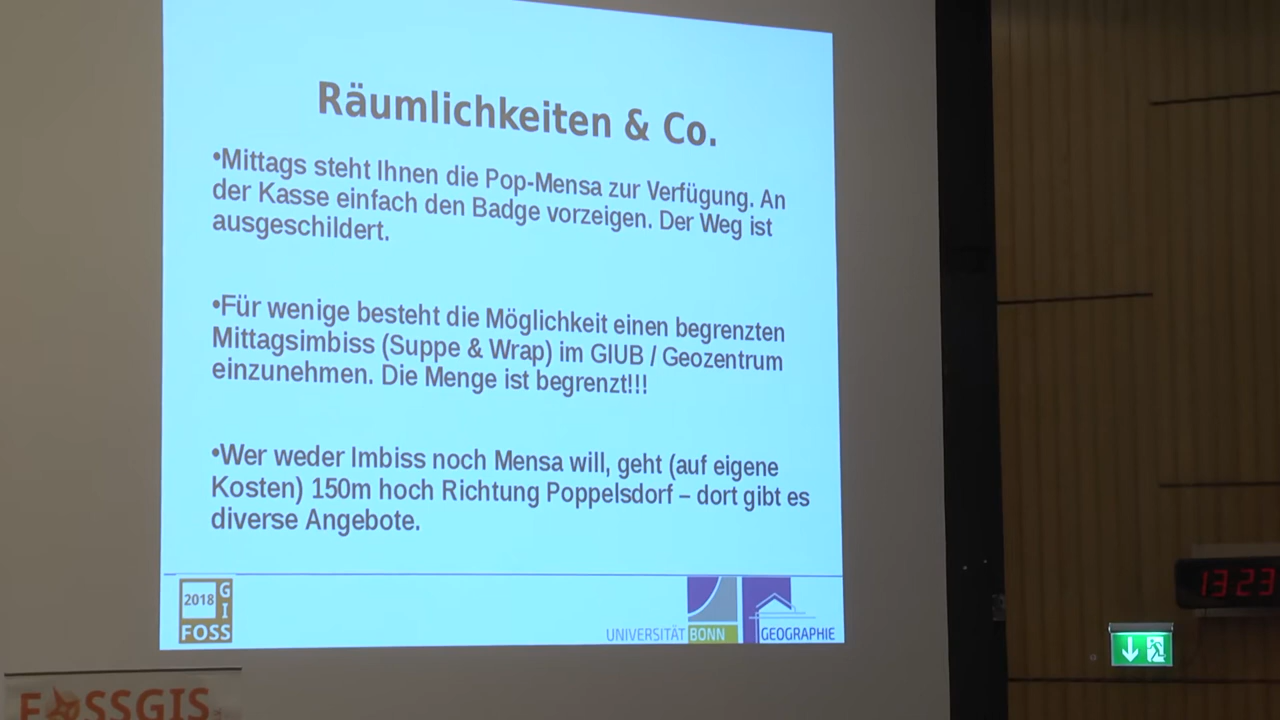 Räumlichkeiten & Co.
•Mittags steht Ihnen die Pop-Mensa zur Verfügung. An
der Kasse einfach den Badge vorzeigen. Der Weg ist
ausgeschildert.
•Für wenige besteht die Möglichkeit einen begrenzten
Mittagsimbiss (Suppe & Wrap) im GIUB / Geozentrum
einzunehmen. Die Menge ist begrenzt!!!
•Wer weder Imbiss noch Mensa will, geht (auf eigene
Kosten) 150m hoch Richtung Poppelsdorf – dort gibt es
diverse Angebote.
2018
GIS
FOSS
UNIVERSITÄT BONN
GEOGRAPHIE
13 23
FOSSGIS